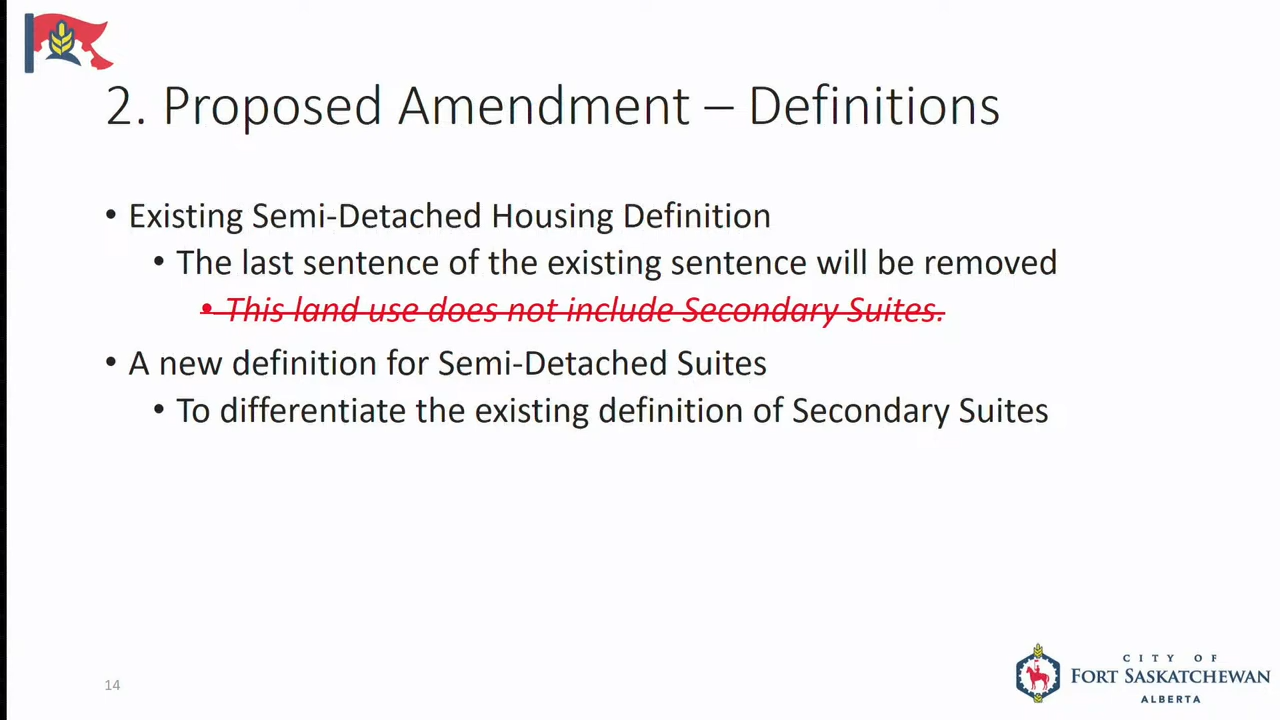 2. Proposed Amendment – Definitions
• Existing Semi-Detached Housing Definition
• The last sentence of the existing sentence will be removed
• This land use does not include Secondary Suites.
• A new definition for Semi-Detached Suites
• To differentiate the existing definition of Secondary Suites
14
CITY OF
FORT SASKATCHEWAN
ALBERTA